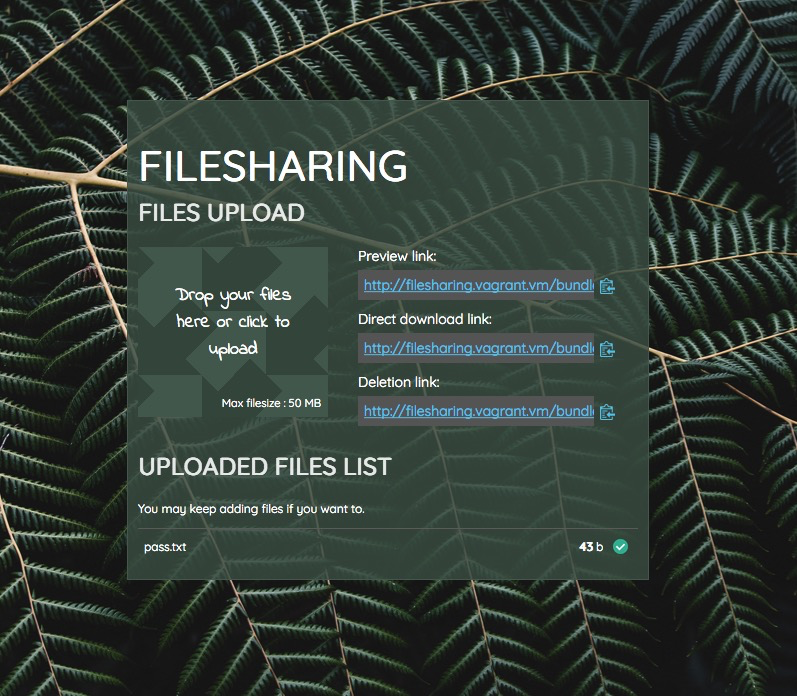 FILESHARING
FILES UPLOAD
Drop your files
here or click to
upload
Max filesize : 50 MB
Preview link:
http://filesharing.vagrant.vm/bundl
Direct download link:
http://filesharing.vagrant.vm/bundl
Deletion link:
http://filesharing.vagrant.vm/bundl
UPLOADED FILES LIST
You may keep adding files if you want to.
pass.txt 43 b